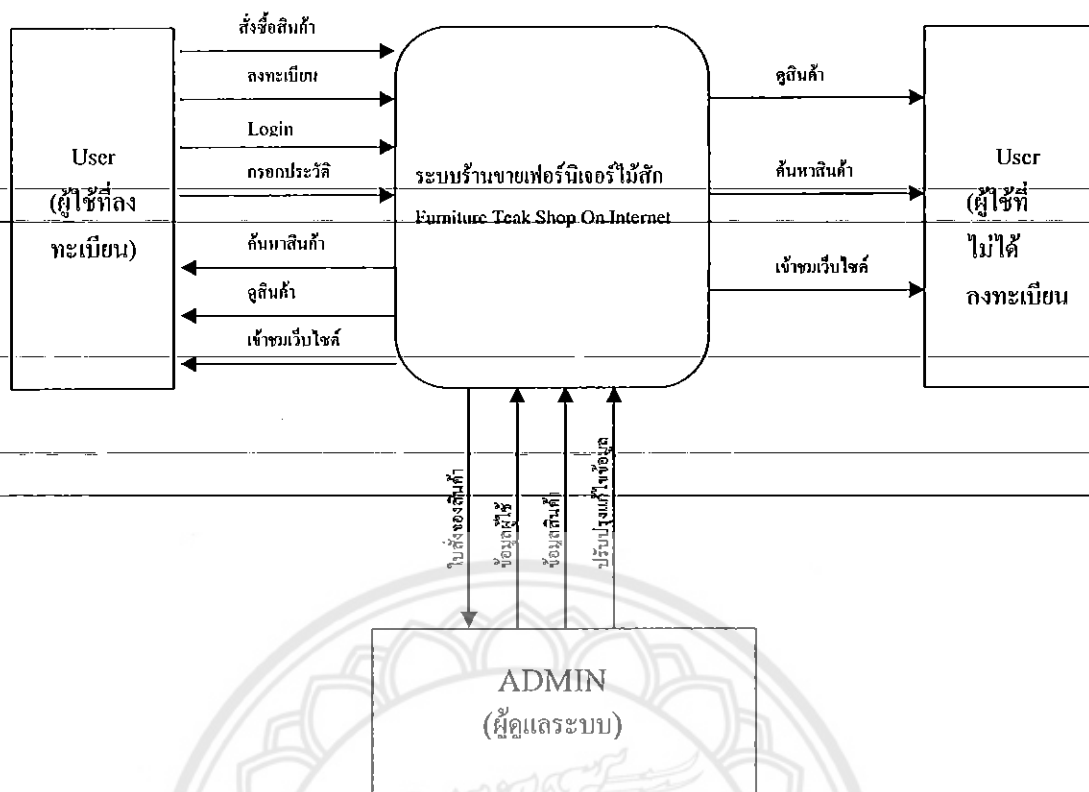 สั่งซื้อสินค้า
ลงทะเบียน
Login
กรอกประวัติ
ค้นหาสินค้า
ดูสินค้า
เข้าชมเว็บไซต์
User
(ผู้ใช้ที่ลง
ทะเบียน)
ระบบร้านขายเฟอร์นิเจอร์ไม้สัก
Furniture Teak Shop On Internet
ดูสินค้า
ค้นหาสินค้า
เข้าชมเว็บไซต์
User
(ผู้ใช้ที่
ไม่ได้
ลงทะเบียน
ใบสั่งของสินค้า
ข้อมูลผู้ใช้
ข้อมูลสินค้า
ปรับปรุงแก้ไขข้อมูล
ADMIN
(ผู้ดูแลระบบ)